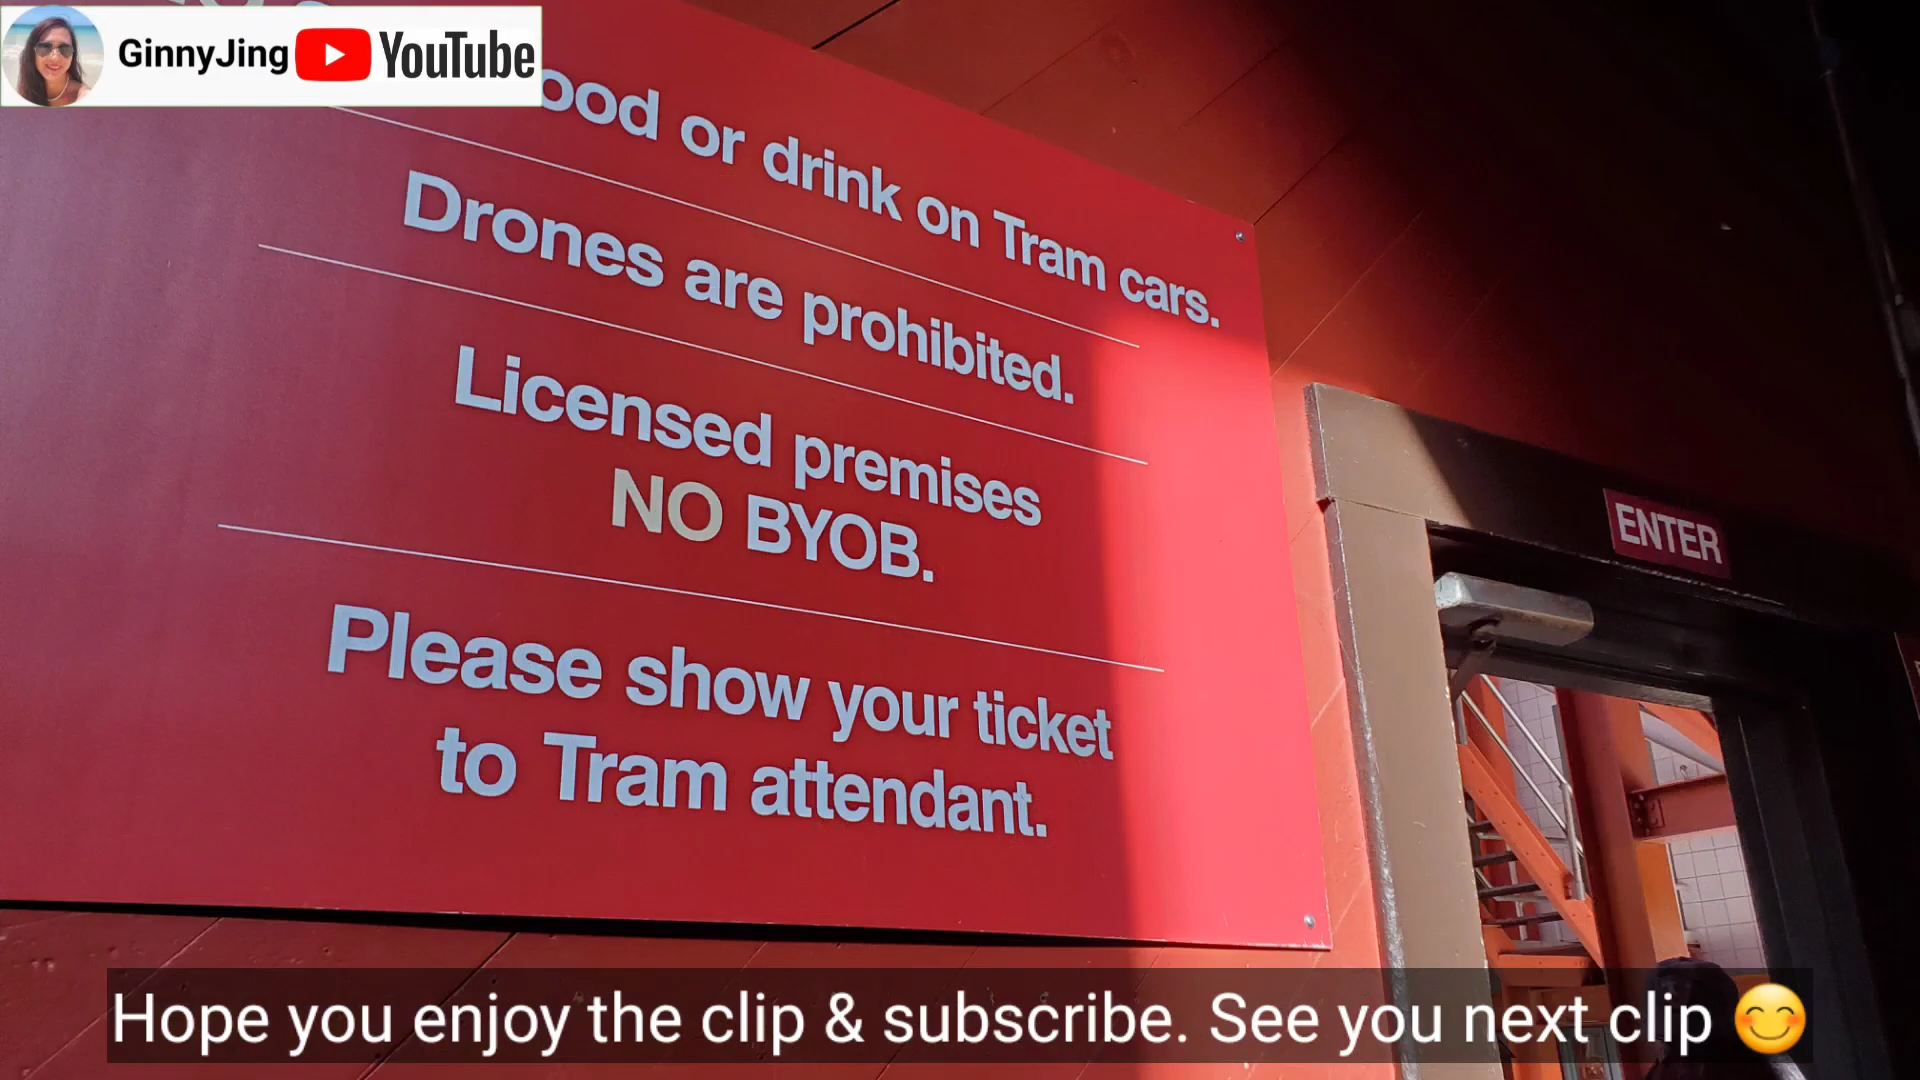 GinnyJing YouTube
ood or drink on Tram cars.
Drones are prohibited.
Licensed premises
NO BYOB.
Please show your ticket
to Tram attendant.
ENTER
Hope you enjoy the clip & subscribe. See you next clip 😊